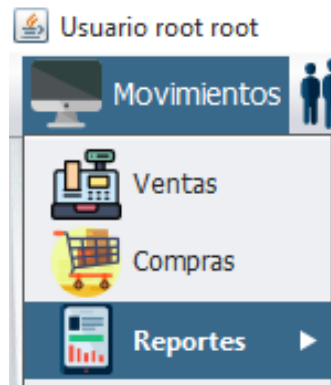 Usuario root root
Movimientos
Ventas
Compras
Reportes